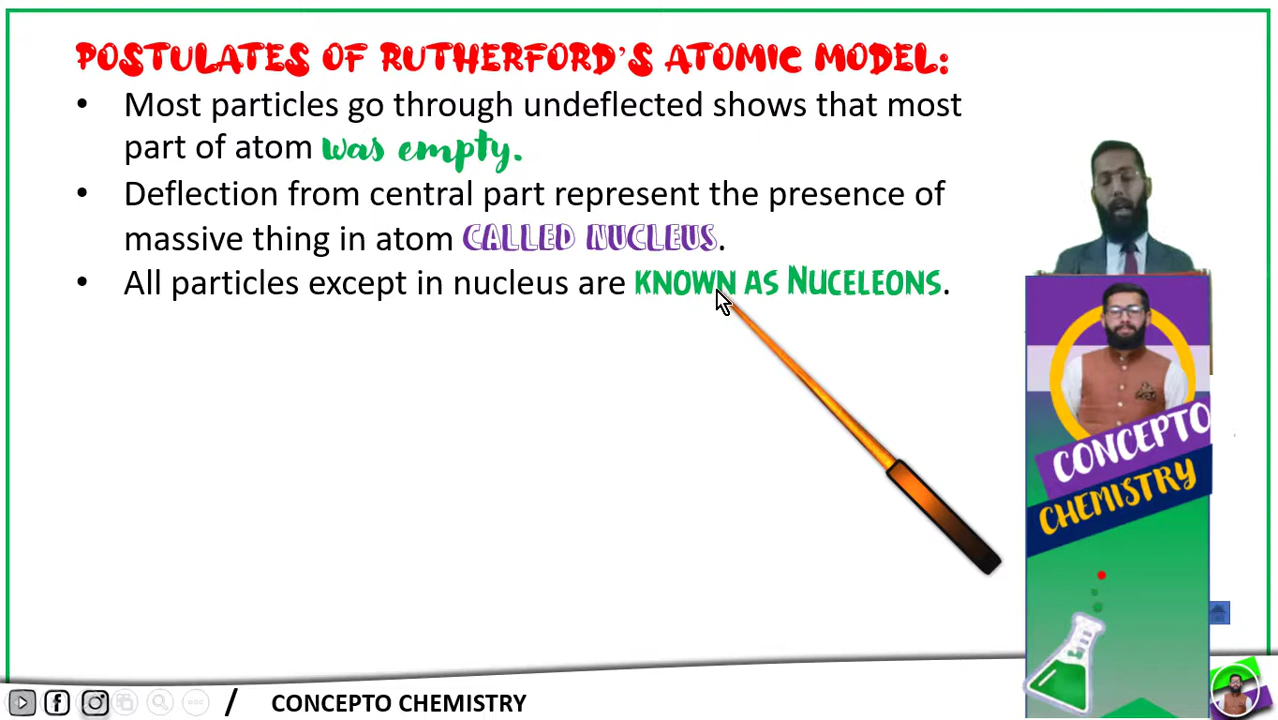 POSTULATES OF RUTHERFORD'S ATOMIC MODEL:
• Most particles go through undeflected shows that most
part of atom was empty.
• Deflection from central part represent the presence of
massive thing in atom CALLED NUCLEUS.
• All particles except in nucleus are KNOWN AS NUCELEONS.
CONCEPTO
CHEMISTRY
/ CONCEPTO CHEMISTRY